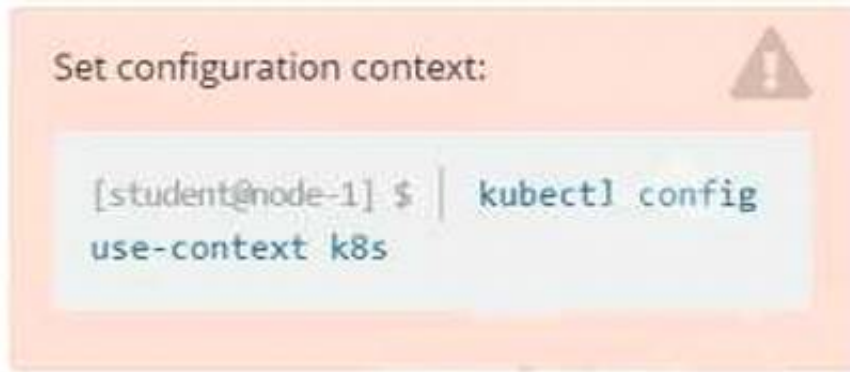 Set configuration context:
[student@node-1] $ | kubectl config
use-context k8s